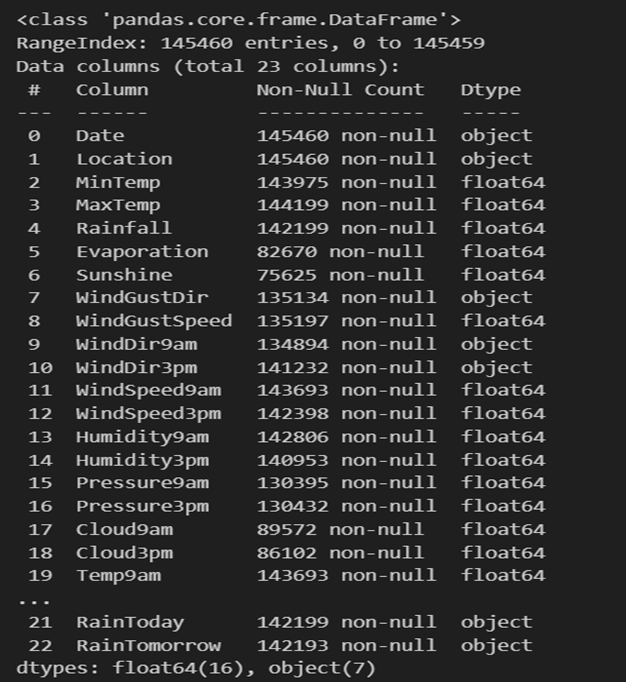 <class 'pandas.core.frame.DataFrame'>
RangeIndex: 145460 entries, 0 to 145459
Data columns (total 23 columns):
 #   Column         Non-Null Count   Dtype
---  ------         --------------   -----
 0   Date           145460 non-null  object
 1   Location       145460 non-null  object
 2   MinTemp        143975 non-null  float64
 3   MaxTemp        144199 non-null  float64
 4   Rainfall       142199 non-null  float64
 5   Evaporation    82670 non-null   float64
 6   Sunshine       75625 non-null   float64
 7   WindGustDir    135134 non-null  object
 8   WindGustSpeed  135197 non-null  float64
 9   WindDir9am     134894 non-null  object
 10  WindDir3pm     141232 non-null  object
 11  WindSpeed9am   143693 non-null  float64
 12  WindSpeed3pm   142398 non-null  float64
 13  Humidity9am    142806 non-null  float64
 14  Humidity3pm    140953 non-null  float64
 15  Pressure9am    130395 non-null  float64
 16  Pressure3pm    130432 non-null  float64
 17  Cloud9am       89572 non-null   float64
 18  Cloud3pm       86102 non-null   float64
 19  Temp9am        143693 non-null  float64
...
 21  RainToday      142199 non-null  object
 22  RainTomorrow   142193 non-null  object
dtypes: float64(16), object(7)